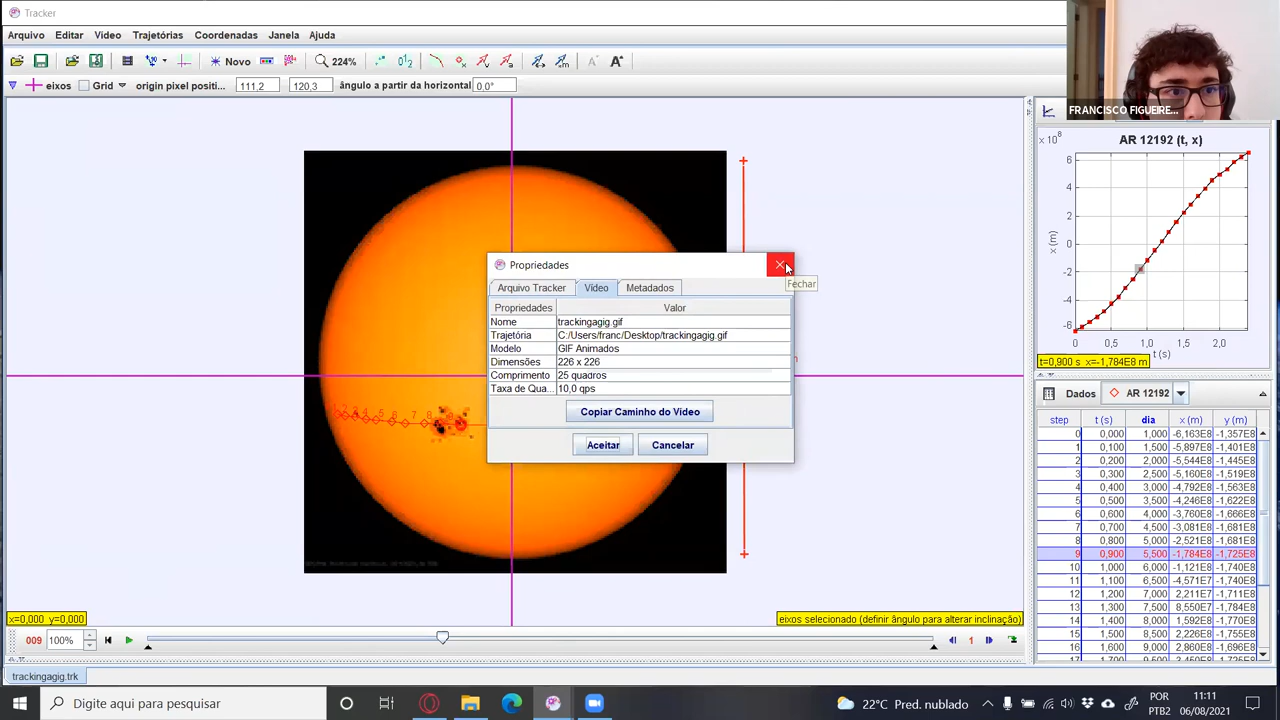 Tracker
Arquivo Editar Vídeo Trajetórias Coordenadas Janela Ajuda
Novo 224%
eixos Grid origin pixel positi... 111,2 120,3 ângulo a partir da horizontal 0,0°
FRANCISCO FIGUEIRE...
AR 12192 (t, x)
× 10⁸
6
4
2
0
-2
-4
-6
x (m)
0 0,5 1,0 1,5 2,0
t (s)
t=0,900 s x=-1,784E8 m
Propriedades
Fechar
Arquivo Tracker Vídeo Metadados
Propriedades Valor
Nome trackingagig.gif
Trajetória C:/Users/franc/Desktop/trackingagig.gif
Modelo GIF Animados
Dimensões 226 x 226
Comprimento 25 quadros
Taxa de Qua... 10,0 qps
Copiar Caminho do Vídeo
Aceitar Cancelar
Dados AR 12192
step t (s) dia x (m) y (m)
0 0,000 1,000 -6,163E8 -1,357E8
1 0,100 1,500 -5,897E8 -1,401E8
2 0,200 2,000 -5,544E8 -1,445E8
3 0,300 2,500 -5,160E8 -1,519E8
4 0,400 3,000 -4,792E8 -1,563E8
5 0,500 3,500 -4,246E8 -1,622E8
6 0,600 4,000 -3,760E8 -1,666E8
7 0,700 4,500 -3,081E8 -1,681E8
8 0,800 5,000 -2,521E8 -1,681E8
9 0,900 5,500 -1,784E8 -1,725E8
10 1,000 6,000 -1,121E8 -1,740E8
11 1,100 6,500 -4,571E7 -1,740E8
12 1,200 7,000 2,211E7 -1,711E8
13 1,300 7,500 8,550E7 -1,784E8
14 1,400 8,000 1,592E8 -1,770E8
15 1,500 8,500 2,226E8 -1,755E8
16 1,600 9,000 2,860E8 -1,696E8
x=0,000 y=0,000
eixos selecionado (definir ângulo para alterar inclinação)
009 100% 1
trackingagig.trk
Digite aqui para pesquisar
22°C Pred. nublado
POR
PTB2
11:11
06/08/2021